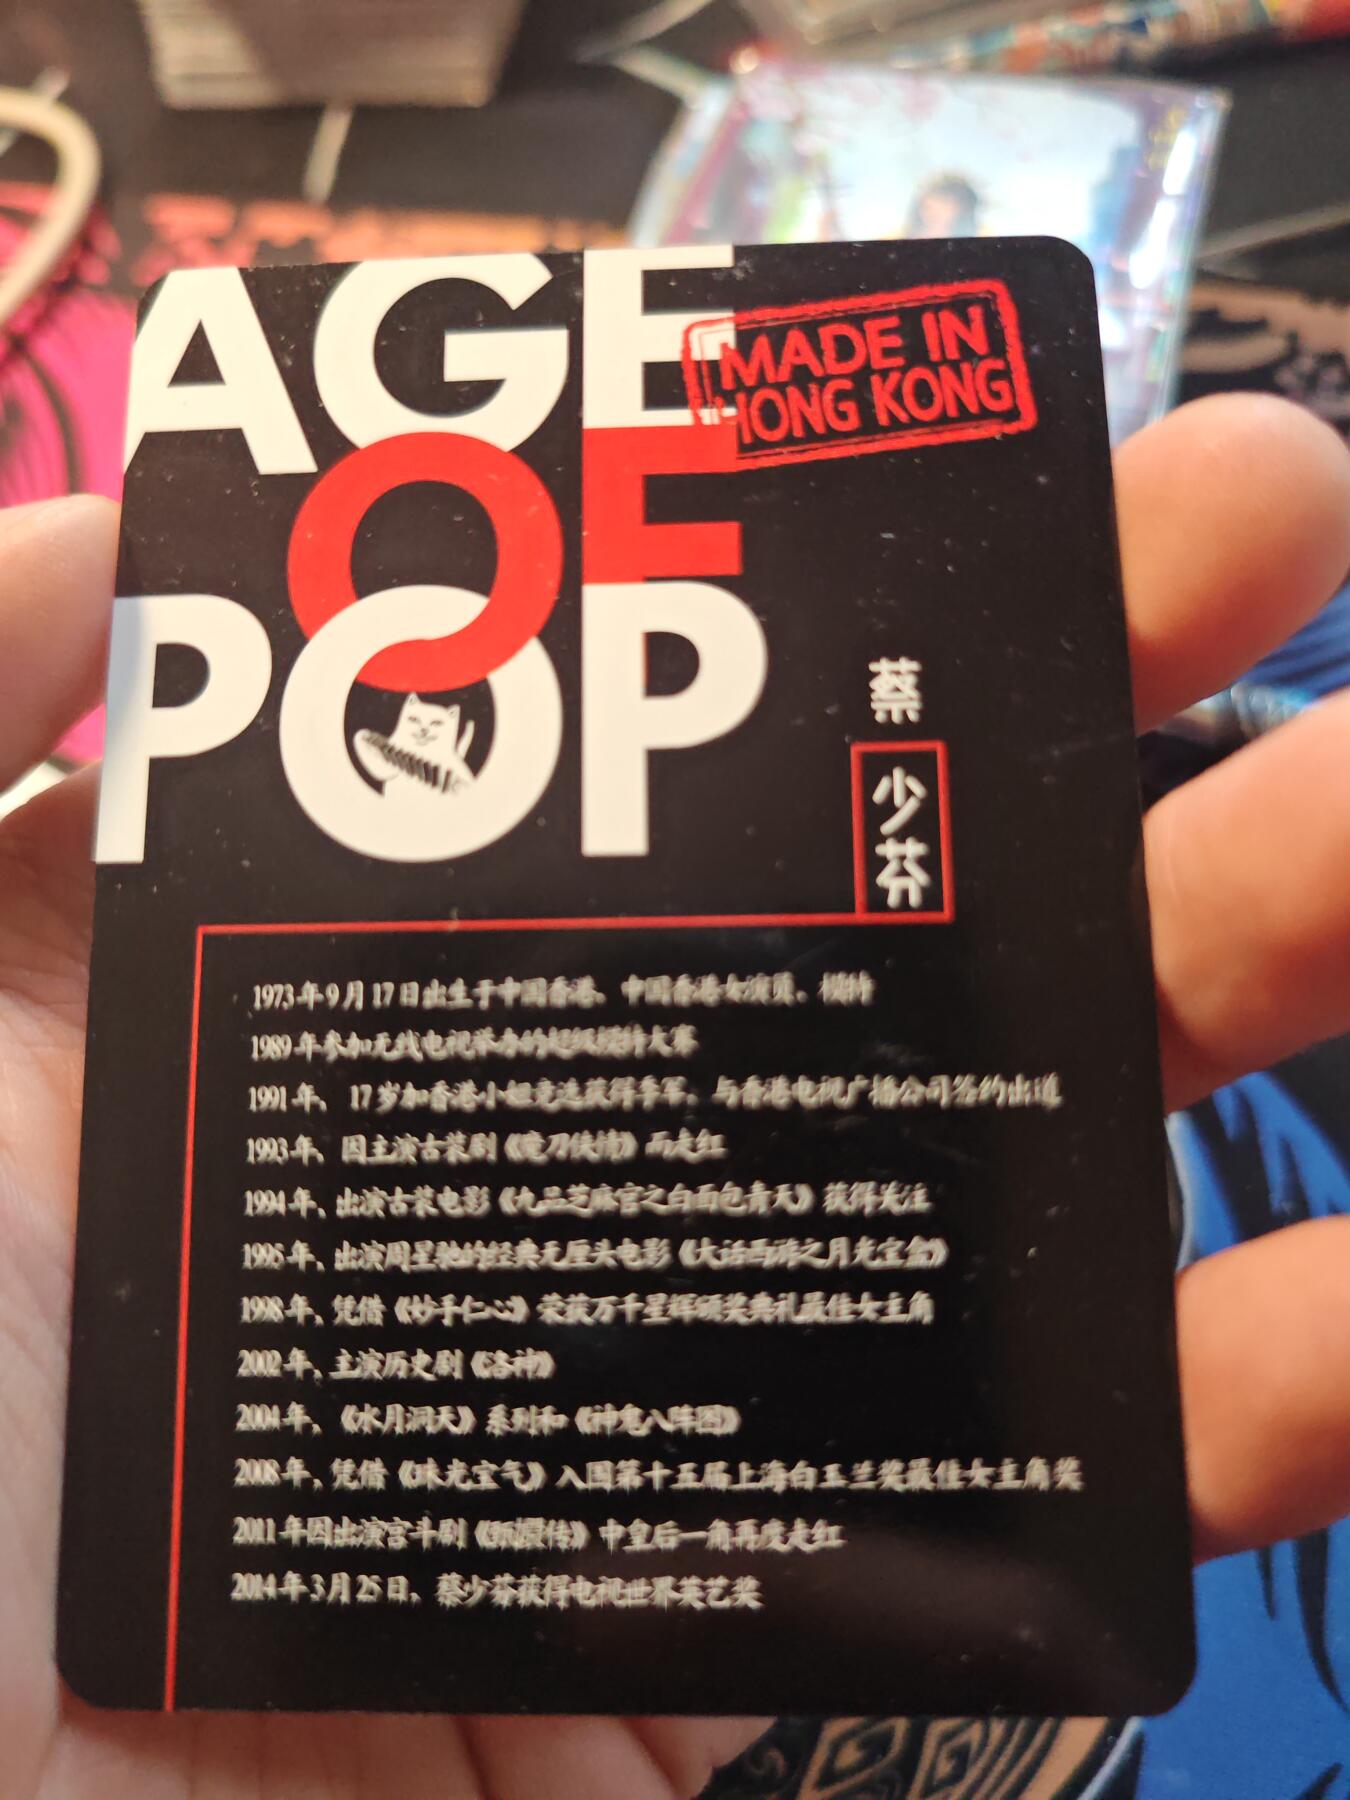 AGE
OF
POP
MADE IN
HONG KONG
蔡
少芬
1973年9月17日出生于中国香港、中国香港女演员、模特
1989年参加无线电视举办的超级模特大赛
1991年、17岁加香港小姐竞选获得季军，与香港电视广播公司签约出道
1993年、因主演古装剧《魔刀侠情》而走红
1994年、出演古装电影《九品芝麻官之白面包青天》获得关注
1995年、出演周星驰的经典无厘头电影《大话西游之月光宝盒》
1998年、凭借《妙手仁心》荣获万千星辉颁奖典礼最佳女主角
2002年、主演历史剧《洛神》
2004年、《水月洞天》系列和《神鬼八阵图》
2008年、凭借《珠光宝气》入围第十五届上海白玉兰奖最佳女主角奖
2011年因出演宫斗剧《甄嬛传》中皇后一角再度走红
2014年3月25日，蔡少芬获得电视世界英艺奖